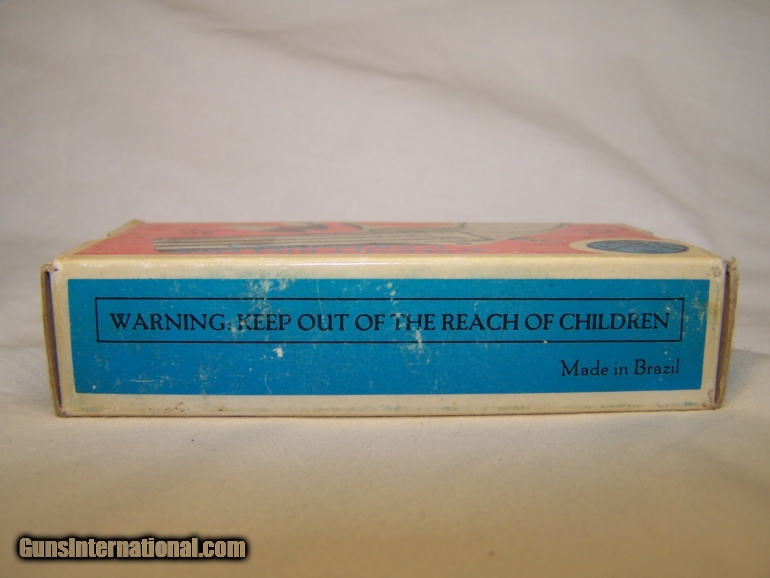 WARNING: KEEP OUT OF THE REACH OF CHILDREN
Made in Brazil
GunsInternational.com